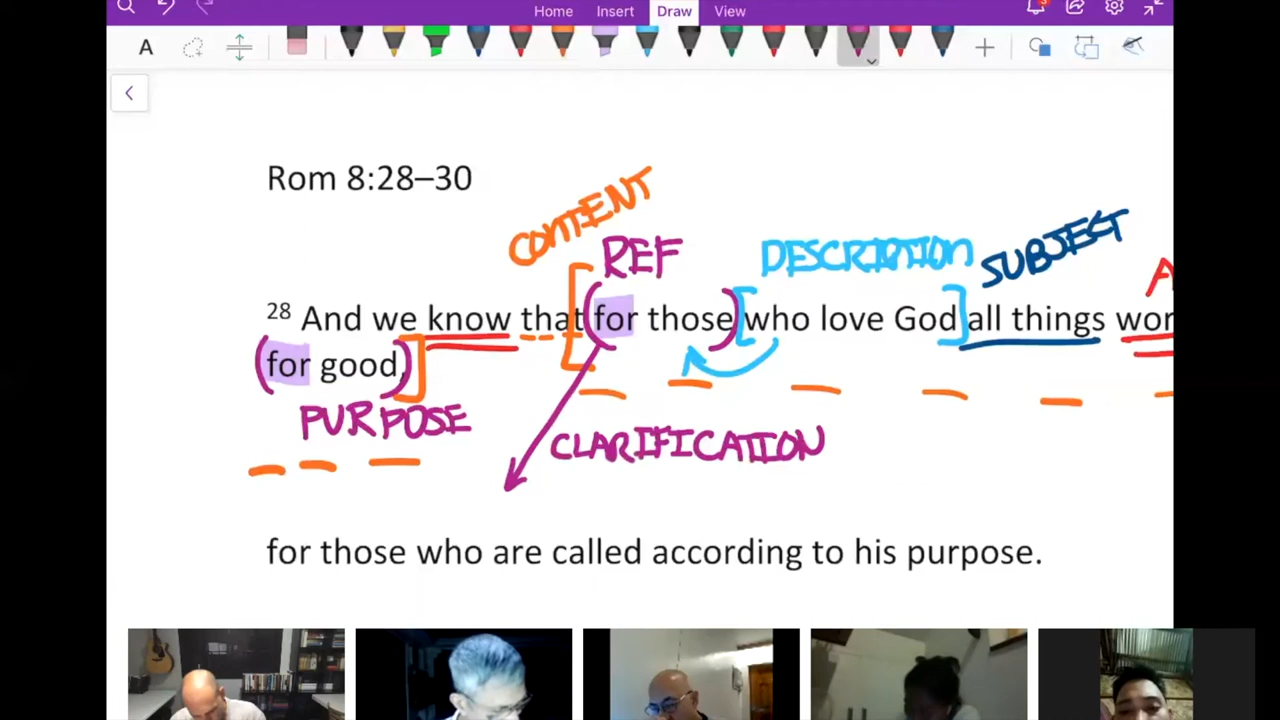 Home Insert Draw View
A
Rom 8:28–30
CONTENT
REF DESCRIPTION SUBJECT
28 And we know that for those who love God all things
for good,
PURPOSE
CLARIFICATION
for those who are called according to his purpose.